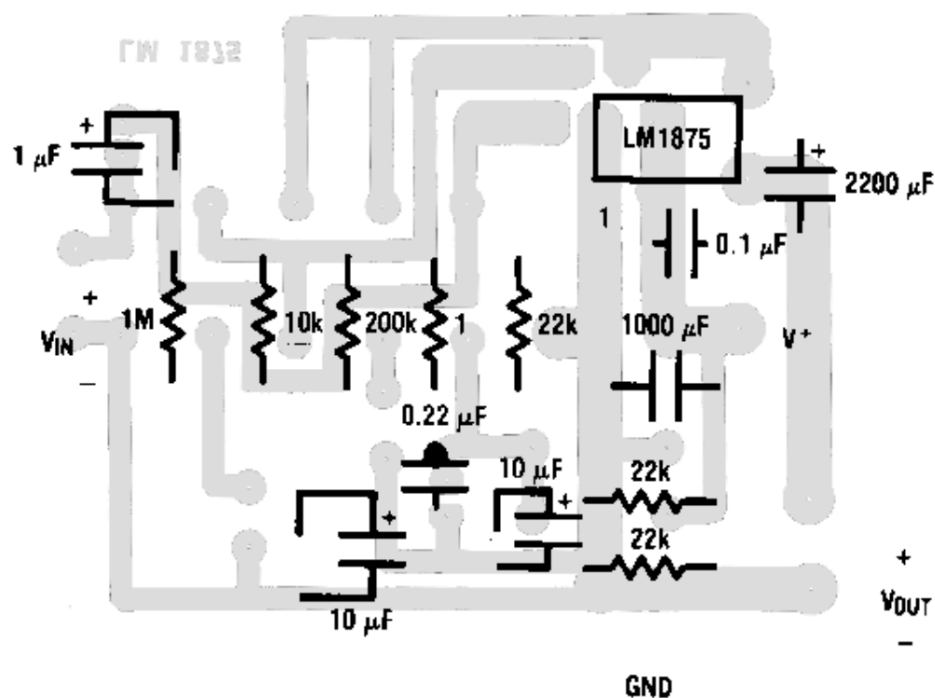 LM 1875
+
1 µF
LM1875
+
2200 µF
1
0.1 µF
+
VIN
-
1M
10k
200k
1
22k
1000 µF
V+
0.22 µF
10 µF
+
+
22k
22k
10 µF
+
VOUT
-
GND